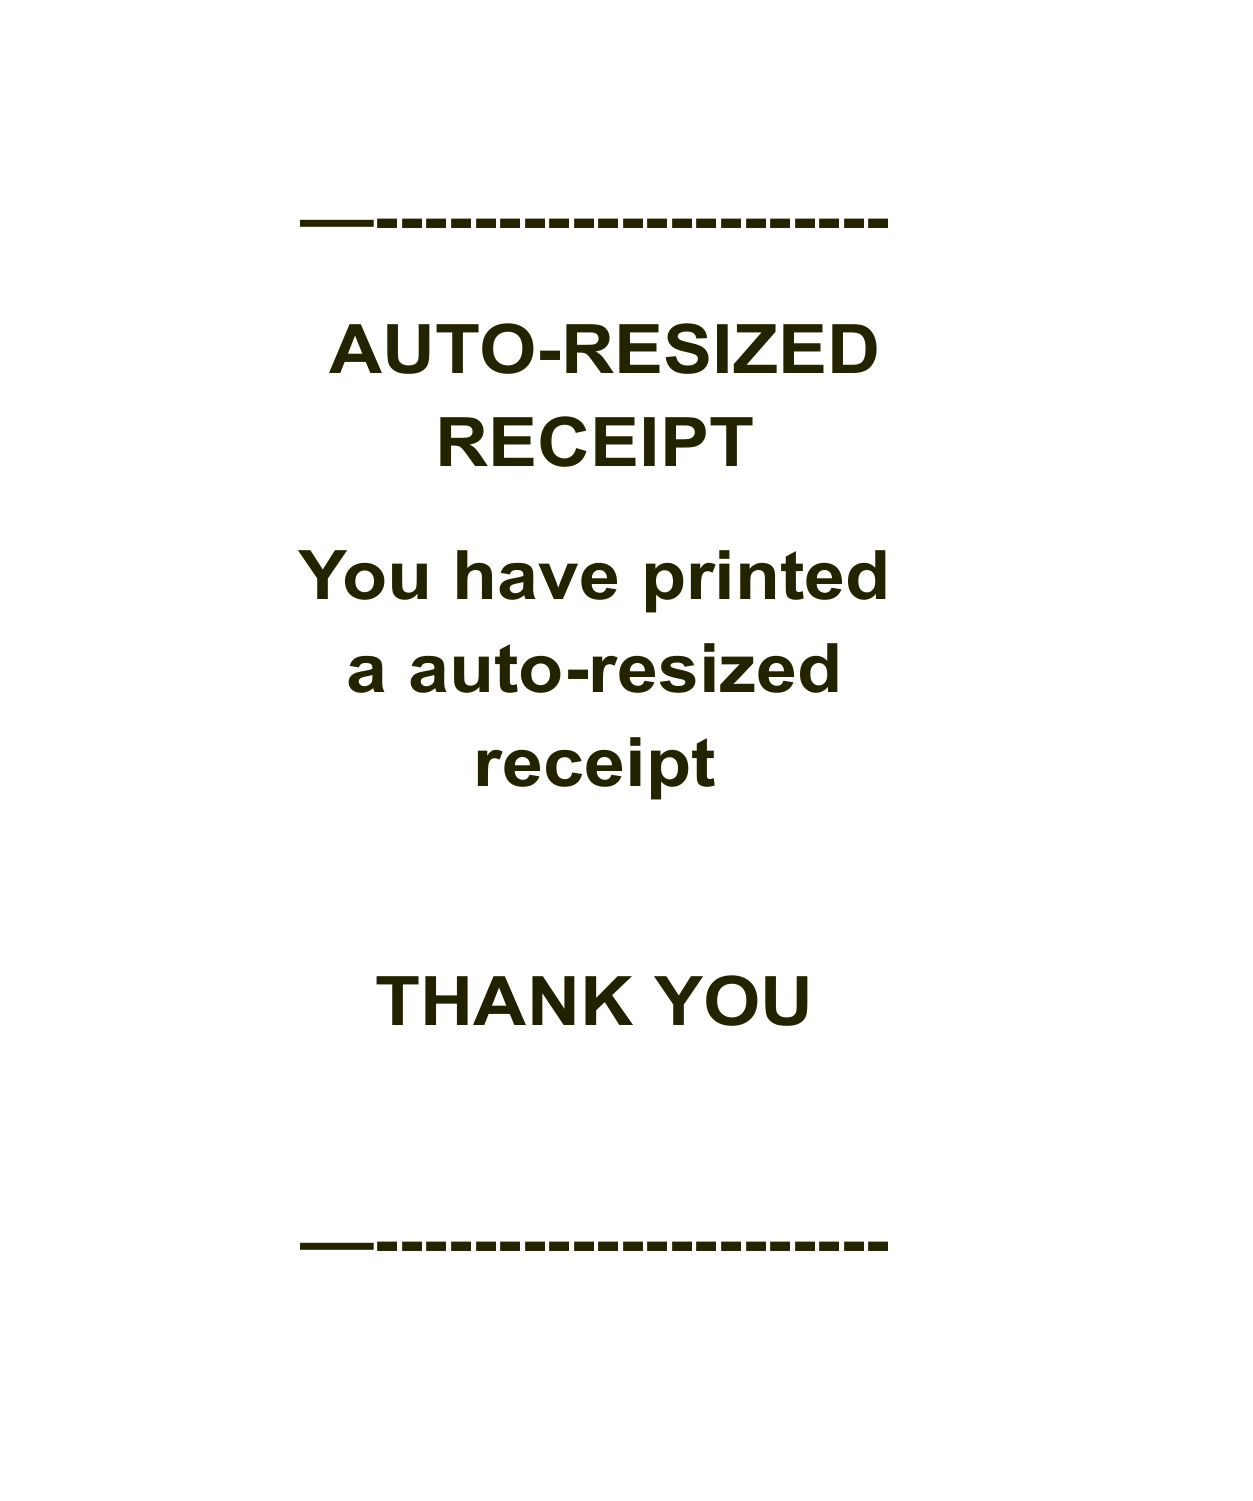 —---------------------
AUTO-RESIZED
RECEIPT
You have printed
a auto-resized
receipt
THANK YOU
—---------------------